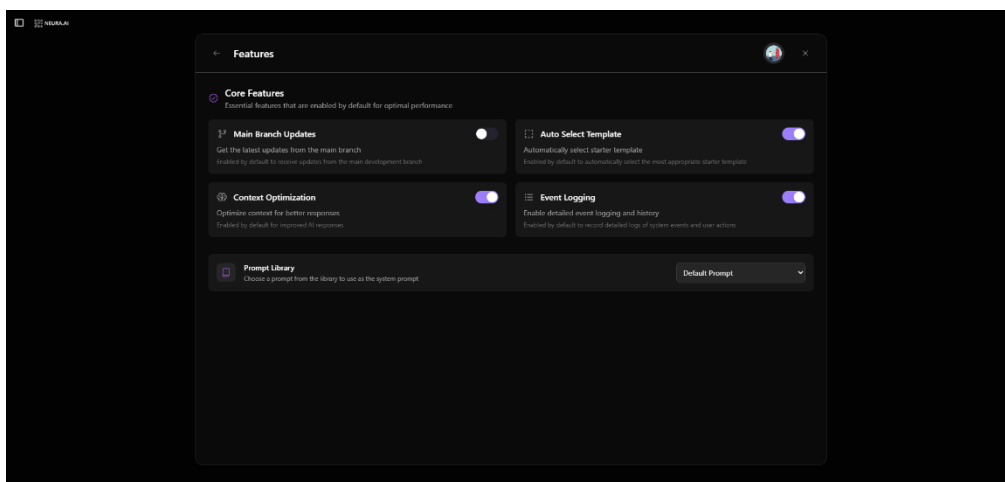 NEURA.AI
Features
Core Features
Essential features that are enabled by default for optimal performance
Main Branch Updates
Get the latest updates from the main branch
Enabled by default to receive updates from the main development branch
Auto Select Template
Automatically select starter template
Enabled by default to automatically select the most appropriate starter template
Context Optimization
Optimize context for better responses
Enabled by default for improved AI responses
Event Logging
Enable detailed event logging and history
Enabled by default to record detailed logs of system events and user actions
Prompt Library
Choose a prompt from the library to use as the system prompt
Default Prompt